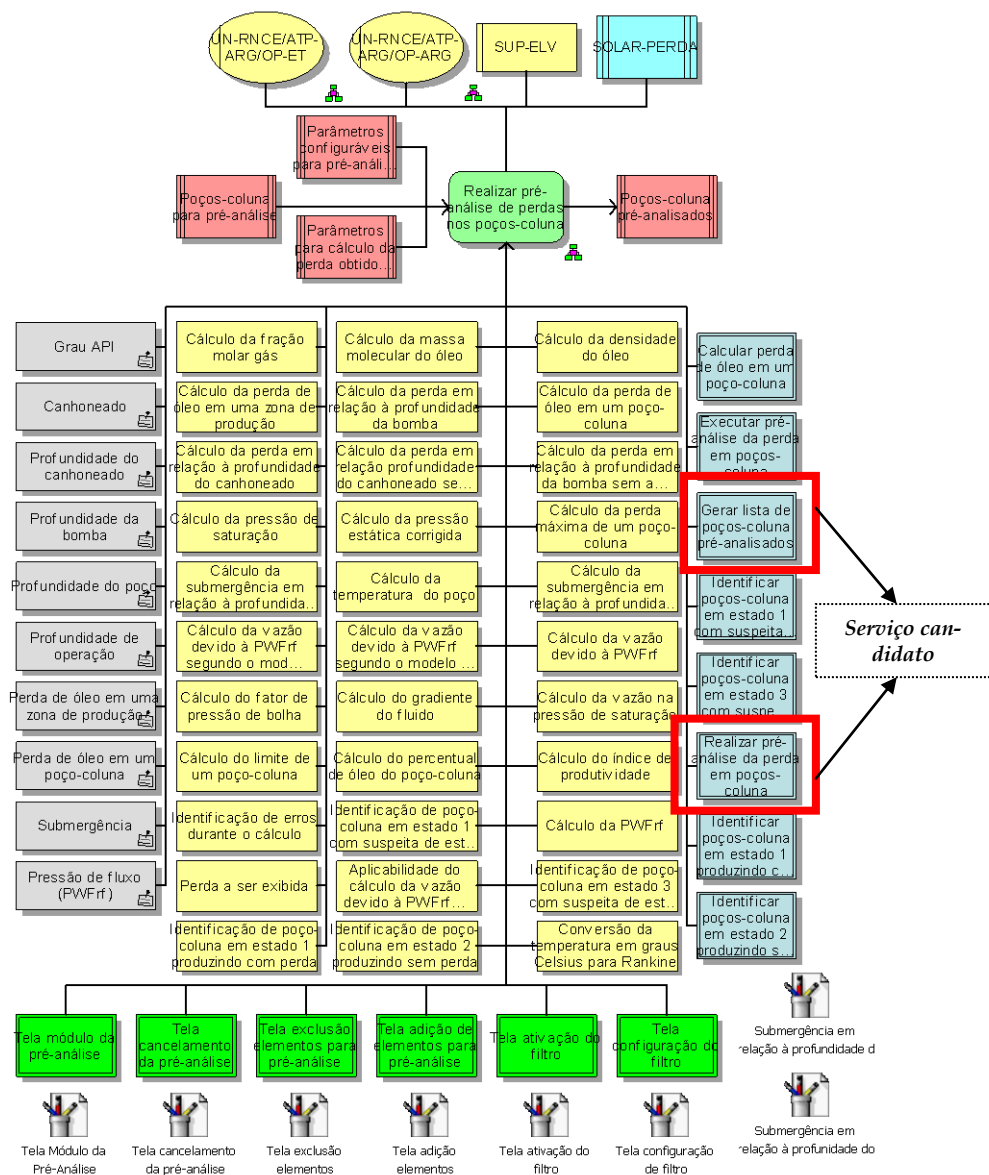 UN-RNCE/ATP-
ARG/OP-ET
UN-RNCE/ATP-
ARG/OP-ARG
SUP-ELV
SOLAR-PERDA
Parâmetros
configuráveis
para pré-análi...
Poços-coluna
para pré-análise
Parâmetros
para cálculo da
perda obtido...
Realizar pré-
análise de perdas
nos poços-coluna
Poços-coluna
pré-analisados
Grau API
Cálculo da fração
molar gás
Cálculo da massa
molecular do óleo
Cálculo da densidade
do óleo
Calcular perda
de óleo em um
poço-coluna
Canhoneado
Cálculo da perda de
óleo em uma zona de
produção
Cálculo da perda em
relação à profundidade
da bomba
Cálculo da perda de
óleo em um poço-
coluna
Executar pré-
análise da perda
em poços-
coluna
Profundidade do
canhoneado
Cálculo da perda em
relação à profundidade
do canhoneado
Cálculo da perda em
relação profundidade
do canhoneado se...
Cálculo da perda em
relação à profundidade
da bomba sem a...
Gerar lista de
poços-coluna
pré-analisados
Profundidade da
bomba
Cálculo da pressão de
saturação
Cálculo da pressão
estática corrigida
Cálculo da perda
máxima de um poço-
coluna
Identificar
poços-coluna
em estado 1
com suspeita...
Profundidade do poço
Cálculo da
submergência em
relação à profundida...
Cálculo da
temperatura do poço
Cálculo da
submergência em
relação à profundida...
Serviço can-
didato
Profundidade de
operação
Cálculo da vazão
devido à PWFrf
segundo o mod...
Cálculo da vazão
devido à PWFrf
segundo o modelo ...
Cálculo da vazão
devido à PWFrf
Identificar
poços-coluna
em estado 3
com suspe...
Perda de óleo em uma
zona de produção
Cálculo do fator de
pressão de bolha
Cálculo do gradiente
do fluido
Cálculo da vazão na
pressão de saturação
Realizar pré-
análise da perda
em poços-
coluna
Perda de óleo em um
poço-coluna
Cálculo do limite de
um poço-coluna
Cálculo do percentual
de óleo do poço-coluna
Cálculo do índice de
produtividade
Submergência
Identificação de erros
durante o cálculo
Identificação de poço-
coluna em estado 1
com suspeita de est...
Cálculo da PWFrf
Identificar
poços-coluna
em estado 1
produzindo c...
Pressão de fluxo
(PWFrf)
Perda a ser exibida
Aplicabilidade do
cálculo da vazão
devido à PWFrf...
Identificação de poço-
coluna em estado 3
com suspeita de est...
Identificar
poços-coluna
em estado 2
produzindo s...
Identificação de poço-
coluna em estado 1
produzindo com perda
Identificação de poço-
coluna em estado 2
produzindo sem perda
Conversão da
temperatura em graus
Celsius para Rankine
Tela módulo da
pré-análise
Tela
cancelamento
da pré-análise
Tela exclusão
elementos para
pré-análise
Tela adição de
elementos para
pré-análise
Tela ativação do
filtro
Tela
configuração do
filtro
Submergência em
relação à profundidade d
Submergência em
relação à profunidade do
Tela Módulo da
Pré-Análise
Tela cancelamento
da pré-análise
Tela exclusão
elementos
Tela adição
elementos
Tela ativação do
filtro
Tela configuração
de filtro